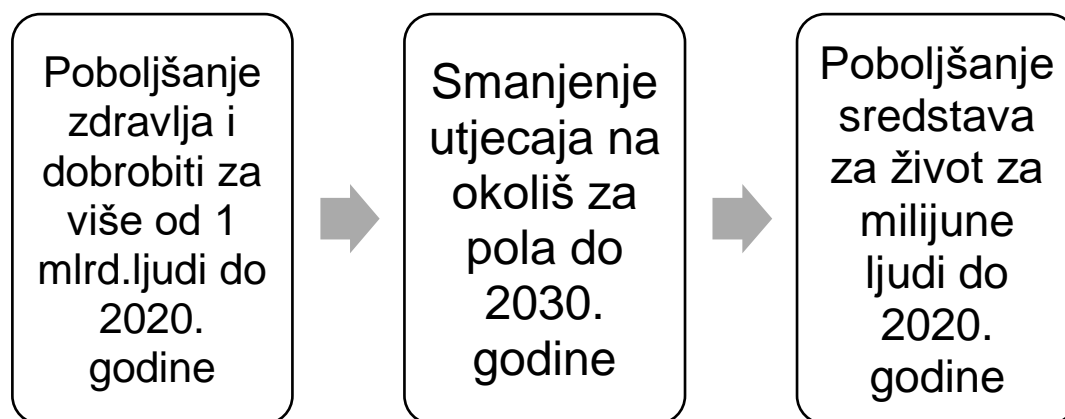 Poboljšanje
zdravlja i
dobrobiti za
više od 1
mlrd.ljudi do
2020.
godine
Smanjenje
utjecaja na
okoliš za
pola do
2030.
godine
Poboljšanje
sredstava
za život za
milijune
ljudi do
2020.
godine